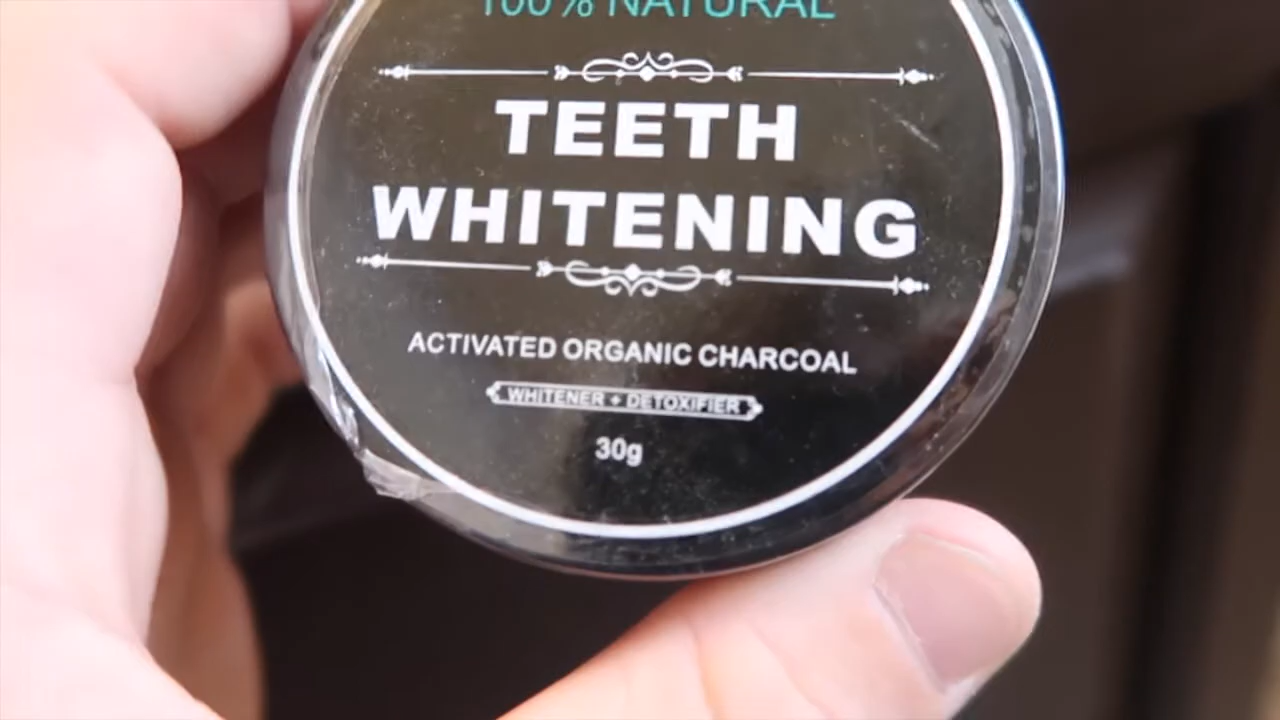 100% NATURAL
TEETH
WHITENING
ACTIVATED ORGANIC CHARCOAL
WHITENER + DETOXIFIER
30g